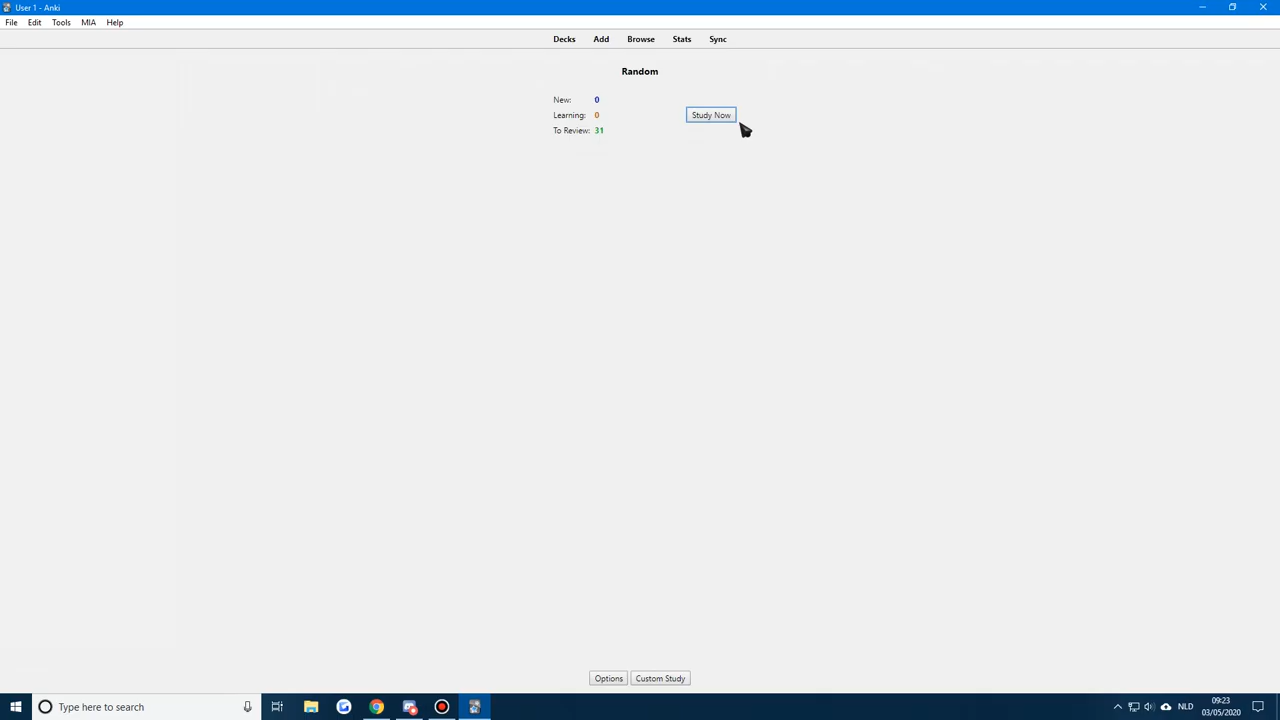 User 1 - Anki
File Edit Tools MIA Help
Decks Add Browse Stats Sync
Random
New: 0
Learning: 0
To Review: 31
Study Now
Options Custom Study
Type here to search
NLD
09:23
03/05/2020